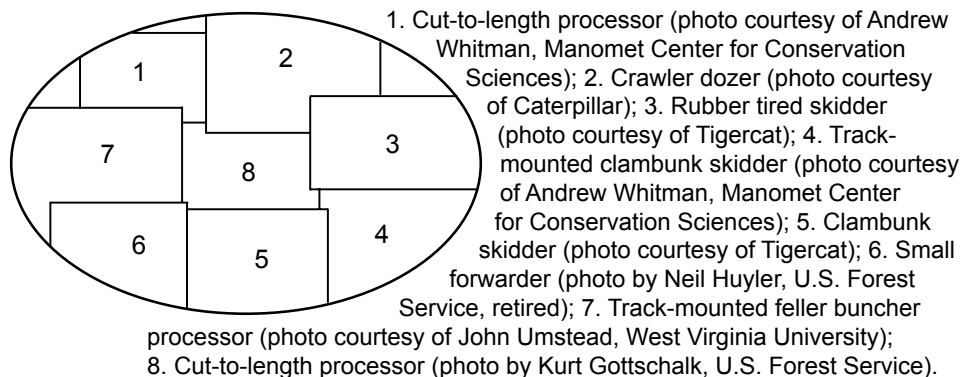 1. Cut-to-length processor (photo courtesy of Andrew
Whitman, Manomet Center for Conservation
Sciences); 2. Crawler dozer (photo courtesy
of Caterpillar); 3. Rubber tired skidder
(photo courtesy of Tigercat); 4. Track-
mounted clambunk skidder (photo courtesy
of Andrew Whitman, Manomet Center
for Conservation Sciences); 5. Clambunk
skidder (photo courtesy of Tigercat); 6. Small
forwarder (photo by Neil Huyler, U.S. Forest
Service, retired); 7. Track-mounted feller buncher
processor (photo courtesy of John Umstead, West Virginia University);
8. Cut-to-length processor (photo by Kurt Gottschalk, U.S. Forest Service).
1
2
7
8
3
6
5
4